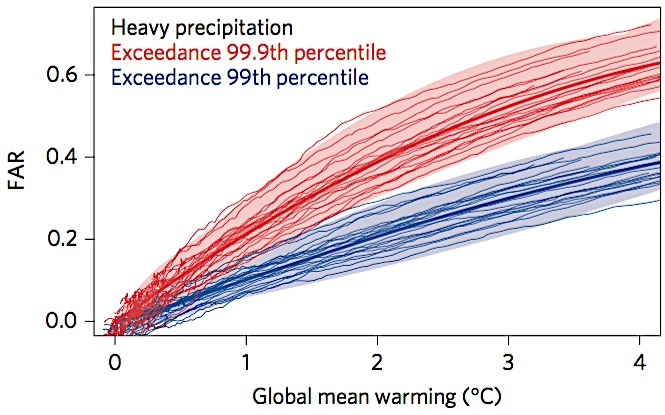 Heavy precipitation
Exceedance 99.9th percentile
Exceedance 99th percentile
FAR
0.6
0.4
0.2
0.0
0 1 2 3 4
Global mean warming (°C)